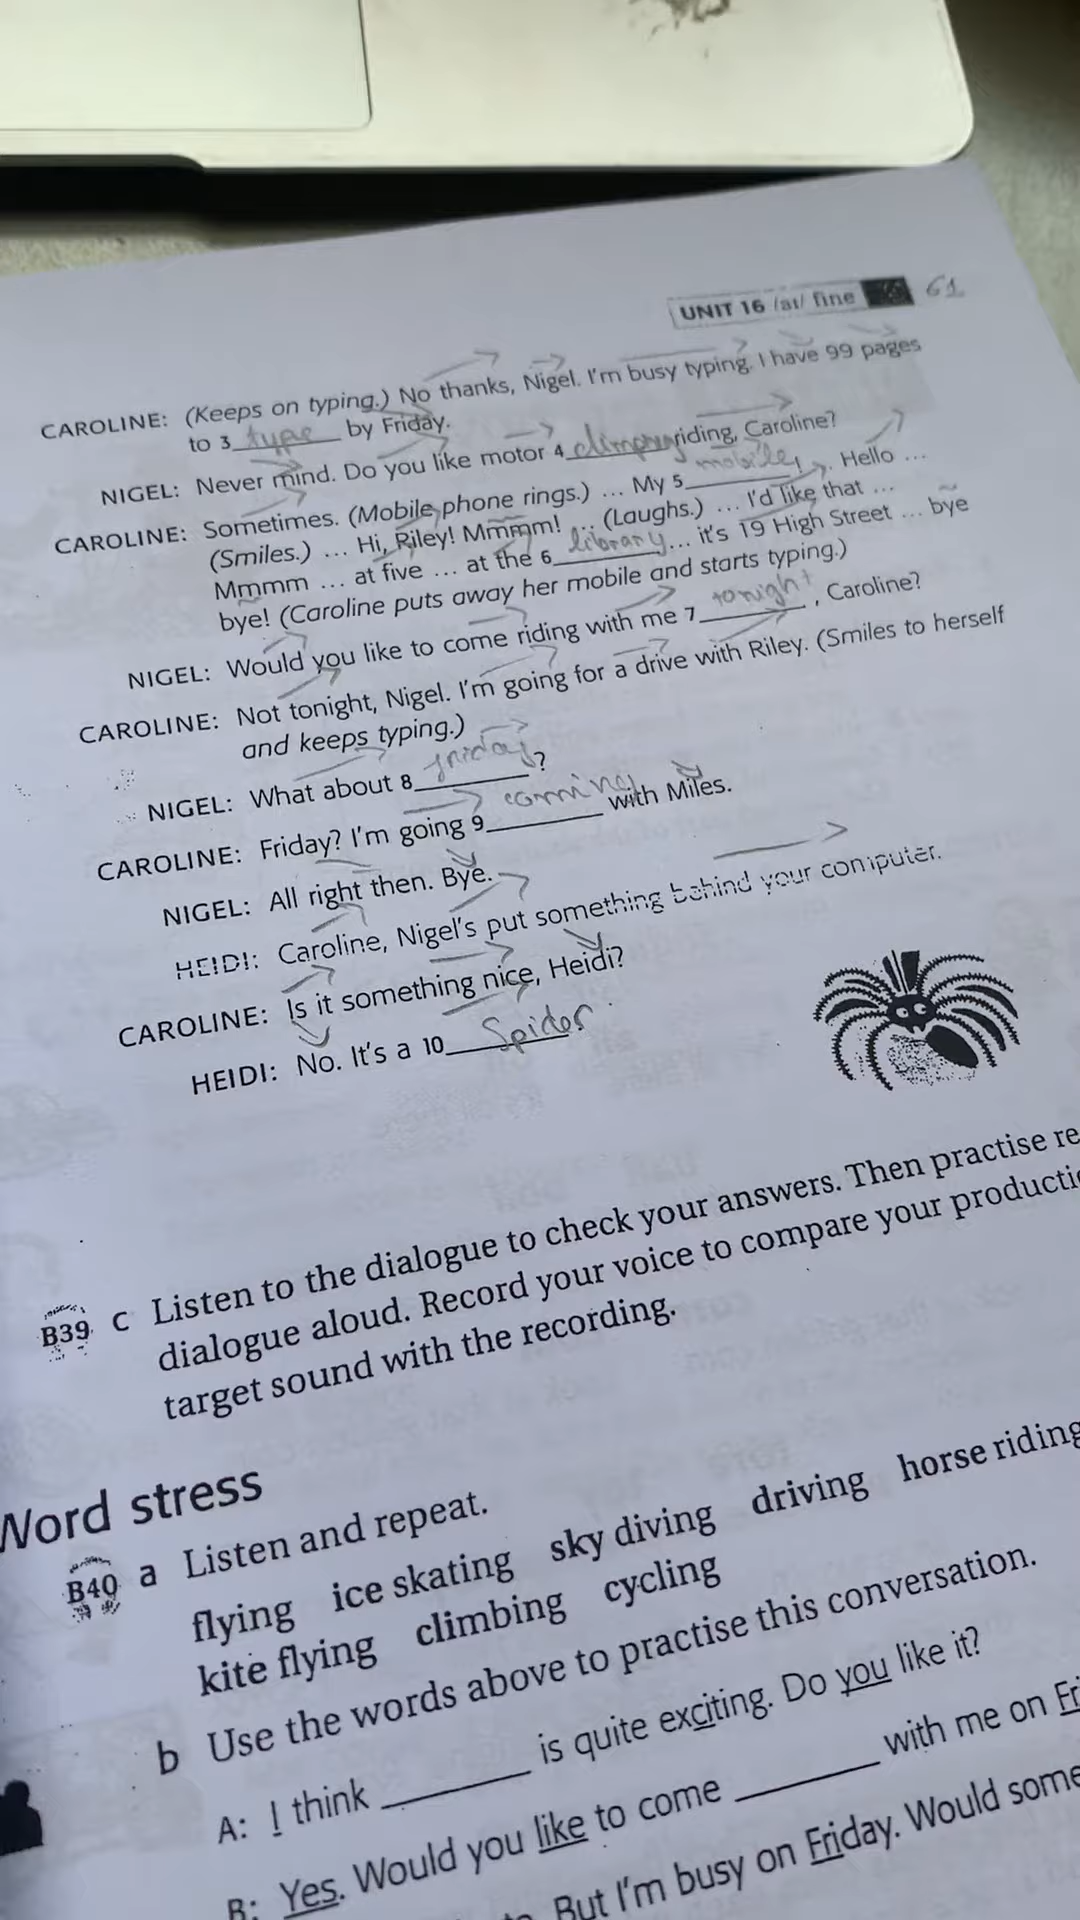 UNIT 16 /aɪ/ fine 61
CAROLINE: (Keeps on typing.) No thanks, Nigel. I'm busy typing. I have 99 pages
to 3 type by Friday.
NIGEL: Never mind. Do you like motor 4 riding, Caroline?
CAROLINE: Sometimes. (Mobile phone rings.) ... My 5 mobile! Hello ...
(Smiles.) ... Hi, Riley! Mmmm! ... (Laughs.) ... I'd like that ...
Mmmm ... at five ... at the 6 library ... it's 19 High Street ... bye
bye! (Caroline puts away her mobile and starts typing.)
NIGEL: Would you like to come riding with me 7 tonight, Caroline?
CAROLINE: Not tonight, Nigel. I'm going for a drive with Riley. (Smiles to herself
and keeps typing.)
NIGEL: What about 8 friday?
CAROLINE: Friday? I'm going 9 coming with Miles.
NIGEL: All right then. Bye.
HEIDI: Caroline, Nigel's put something behind your computer.
CAROLINE: Is it something nice, Heidi?
HEIDI: No. It's a 10 Spider.
B39 c Listen to the dialogue to check your answers. Then practise re
dialogue aloud. Record your voice to compare your producti
target sound with the recording.
Word stress
B40 a Listen and repeat.
flying ice skating sky diving driving horse riding
kite flying climbing cycling
b Use the words above to practise this conversation.
A: I think ______ is quite exciting. Do you like it?
B: Yes. Would you like to come ______ with me on Fri
But I'm busy on Friday. Would some